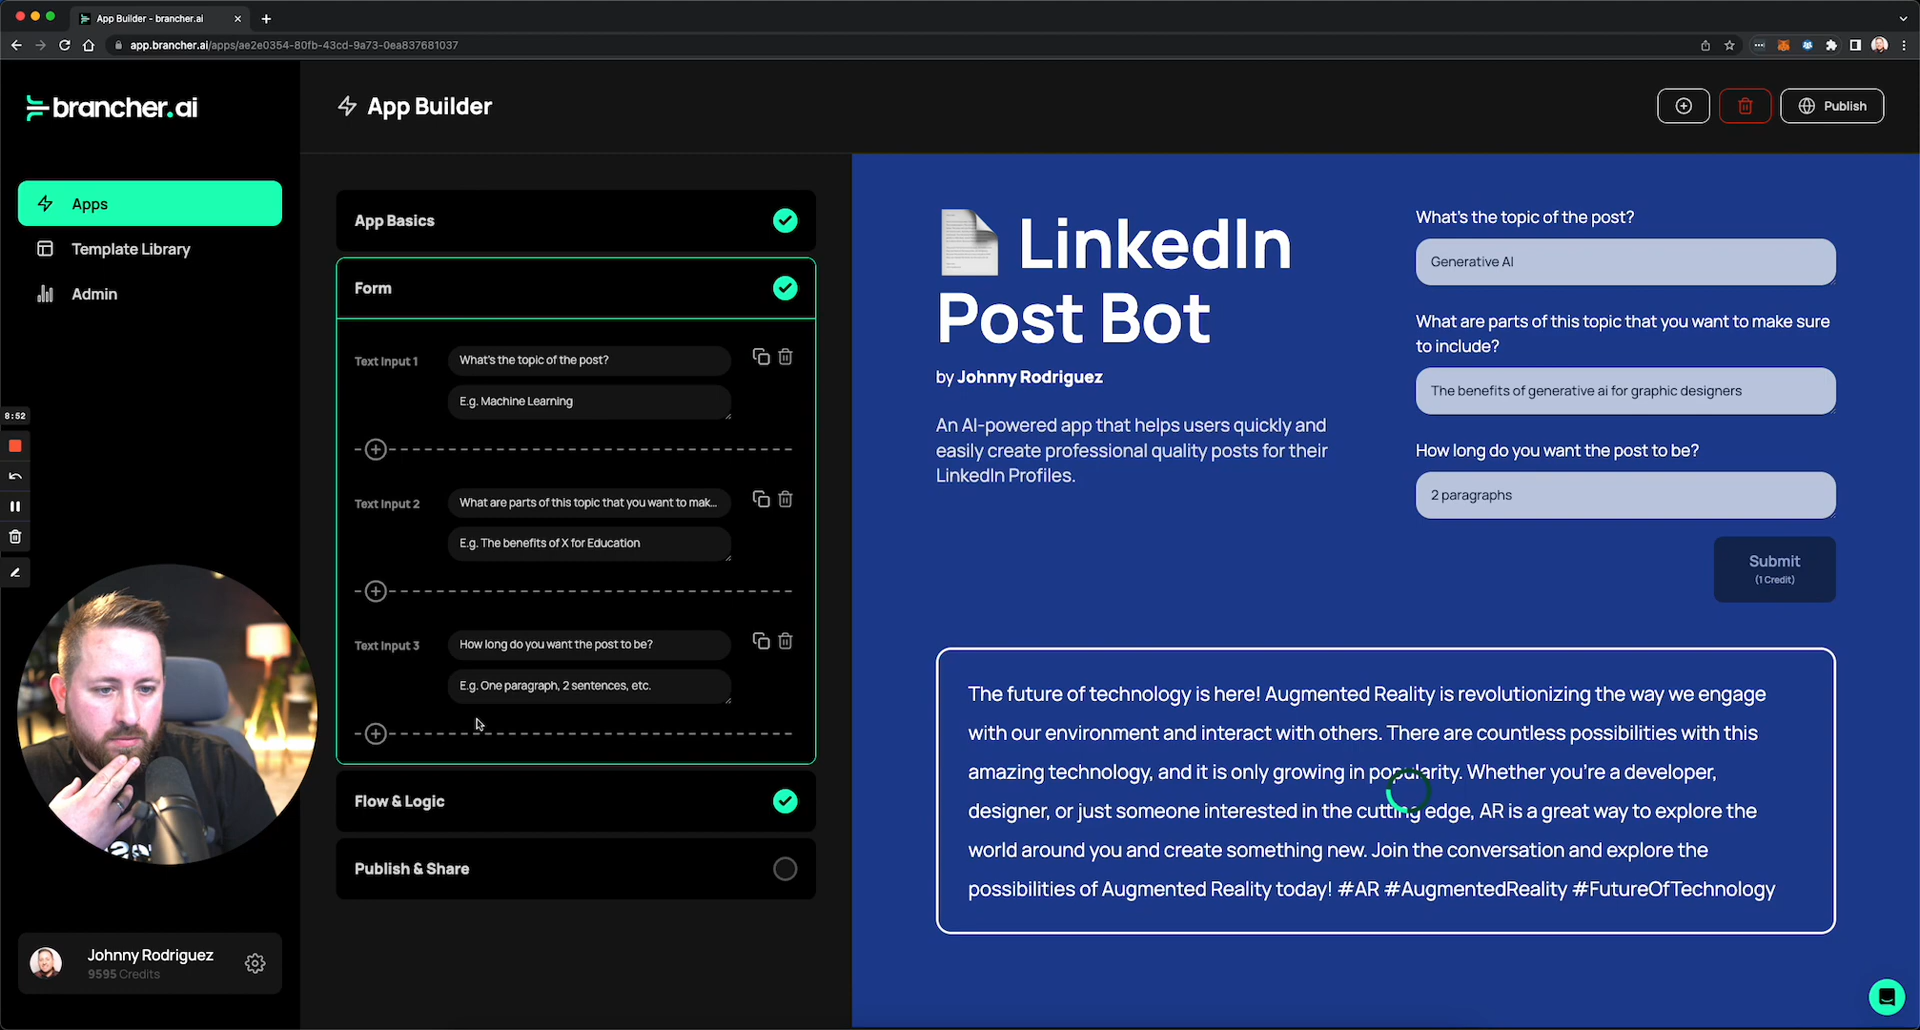 App Builder - brancher.ai
app.brancher.ai/apps/ae2e0354-80fb-43cd-9a73-0ea837681037
brancher.ai
App Builder
Publish
Apps
Template Library
Admin
8:52
Johnny Rodriguez
9595 Credits
App Basics
Form
Text Input 1
What's the topic of the post?
E.g. Machine Learning
Text Input 2
What are parts of this topic that you want to mak...
E.g. The benefits of X for Education
Text Input 3
How long do you want the post to be?
E.g. One paragraph, 2 sentences, etc.
Flow & Logic
Publish & Share
LinkedIn
Post Bot
by Johnny Rodriguez
An AI-powered app that helps users quickly and
easily create professional quality posts for their
LinkedIn Profiles.
What's the topic of the post?
Generative AI
What are parts of this topic that you want to make sure
to include?
The benefits of generative ai for graphic designers
How long do you want the post to be?
2 paragraphs
Submit
(1 Credit)
The future of technology is here! Augmented Reality is revolutionizing the way we engage
with our environment and interact with others. There are countless possibilities with this
amazing technology, and it is only growing in popularity. Whether you're a developer,
designer, or just someone interested in the cutting edge, AR is a great way to explore the
world around you and create something new. Join the conversation and explore the
possibilities of Augmented Reality today! #AR #AugmentedReality #FutureOfTechnology